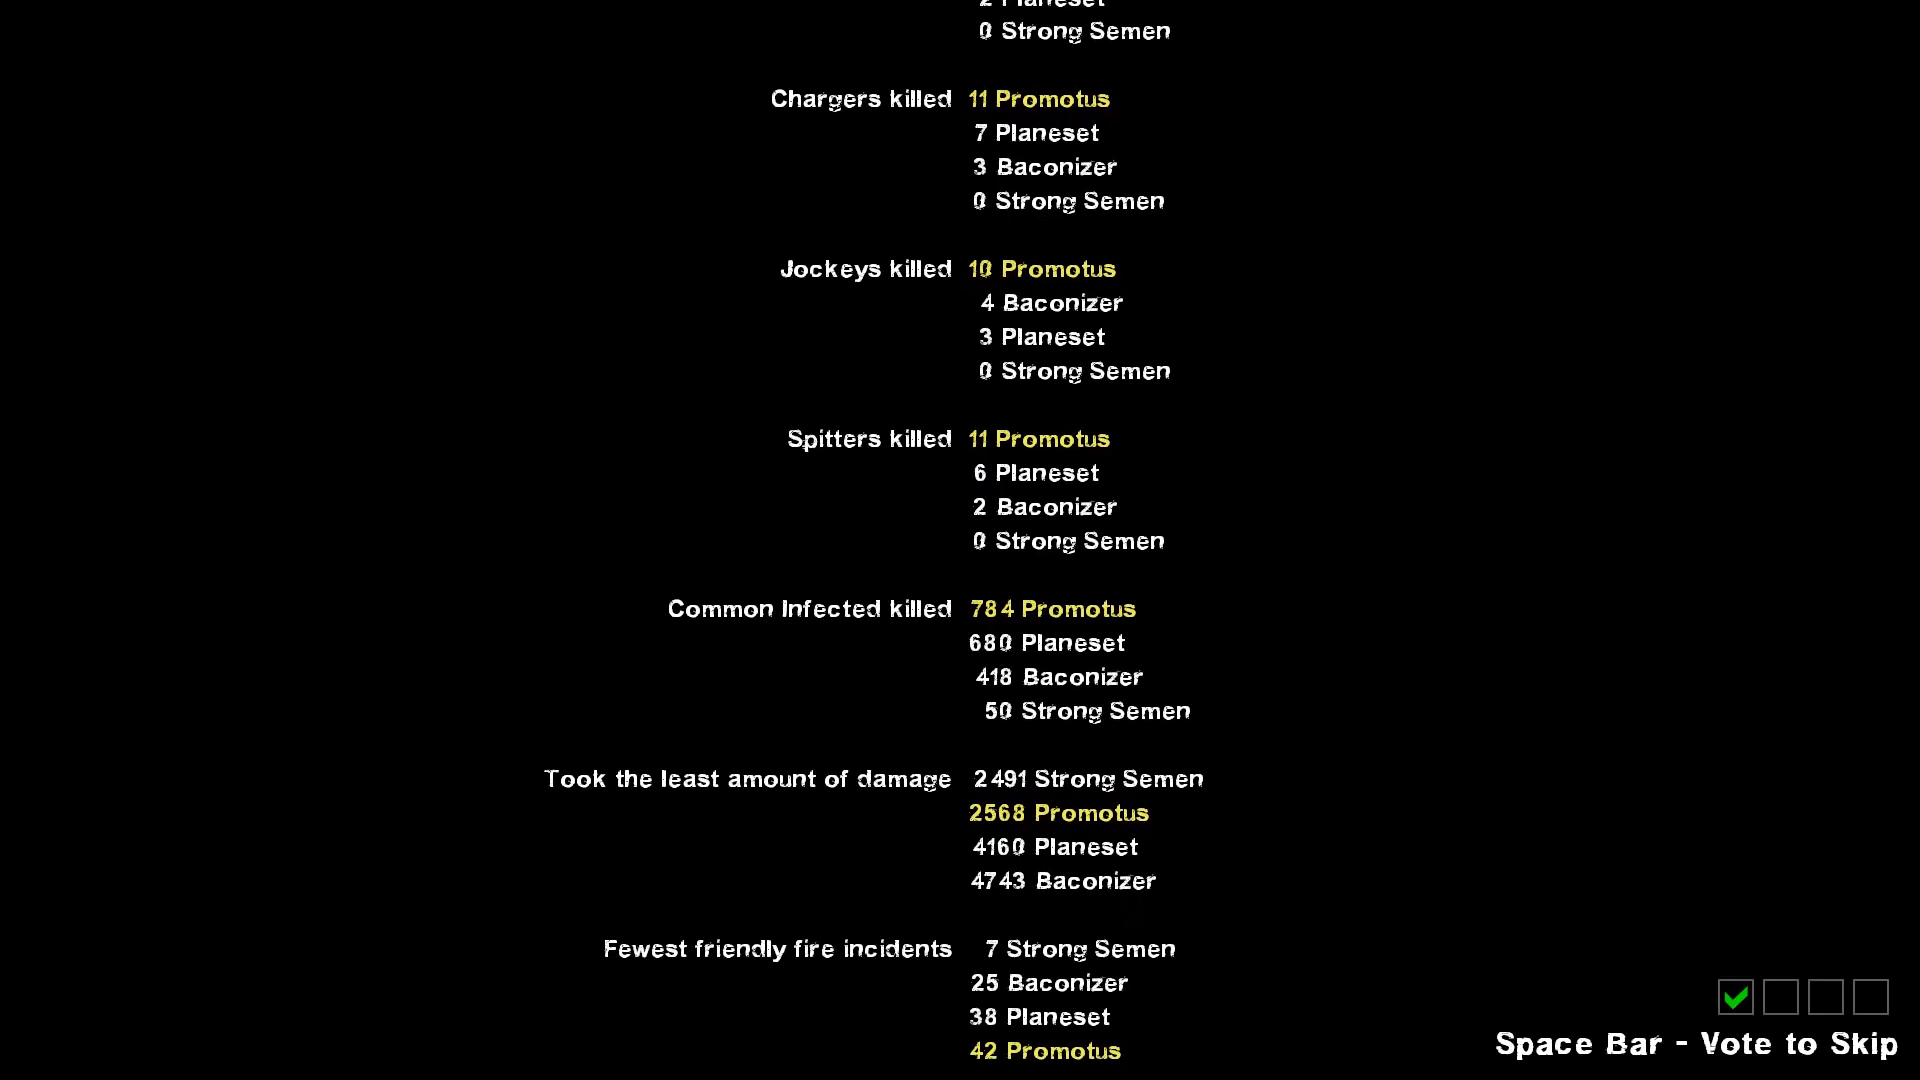 2 Planeset
0 Strong Semen
Chargers killed 11 Promotus
7 Planeset
3 Baconizer
0 Strong Semen
Jockeys killed 10 Promotus
4 Baconizer
3 Planeset
0 Strong Semen
Spitters killed 11 Promotus
6 Planeset
2 Baconizer
0 Strong Semen
Common Infected killed 784 Promotus
680 Planeset
418 Baconizer
50 Strong Semen
Took the least amount of damage 2491 Strong Semen
2568 Promotus
4160 Planeset
4743 Baconizer
Fewest friendly fire incidents 7 Strong Semen
25 Baconizer
38 Planeset
42 Promotus
Space Bar - Vote to Skip